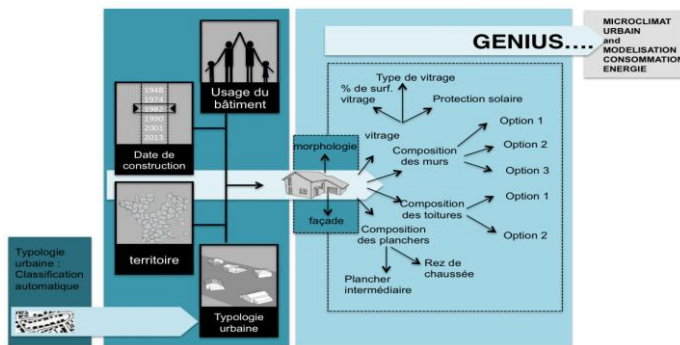 GENIUS....
MICROCLIMAT
URBAIN
and
MODELISATION
CONSOMMATION
ENERGIE
Usage du
bâtiment
1948
1974
1982
1990
2001
2013
Date de
construction
territoire
Typologie
urbaine :
Classification
automatique
Typologie
urbaine
morphologie
façade
Type de vitrage
% de surf.
vitrage
Protection solaire
vitrage
Composition
des murs
Option 1
Option 2
Option 3
Composition
des toitures
Option 1
Option 2
Composition
des planchers
Rez de
chaussée
Plancher
intermédiaire